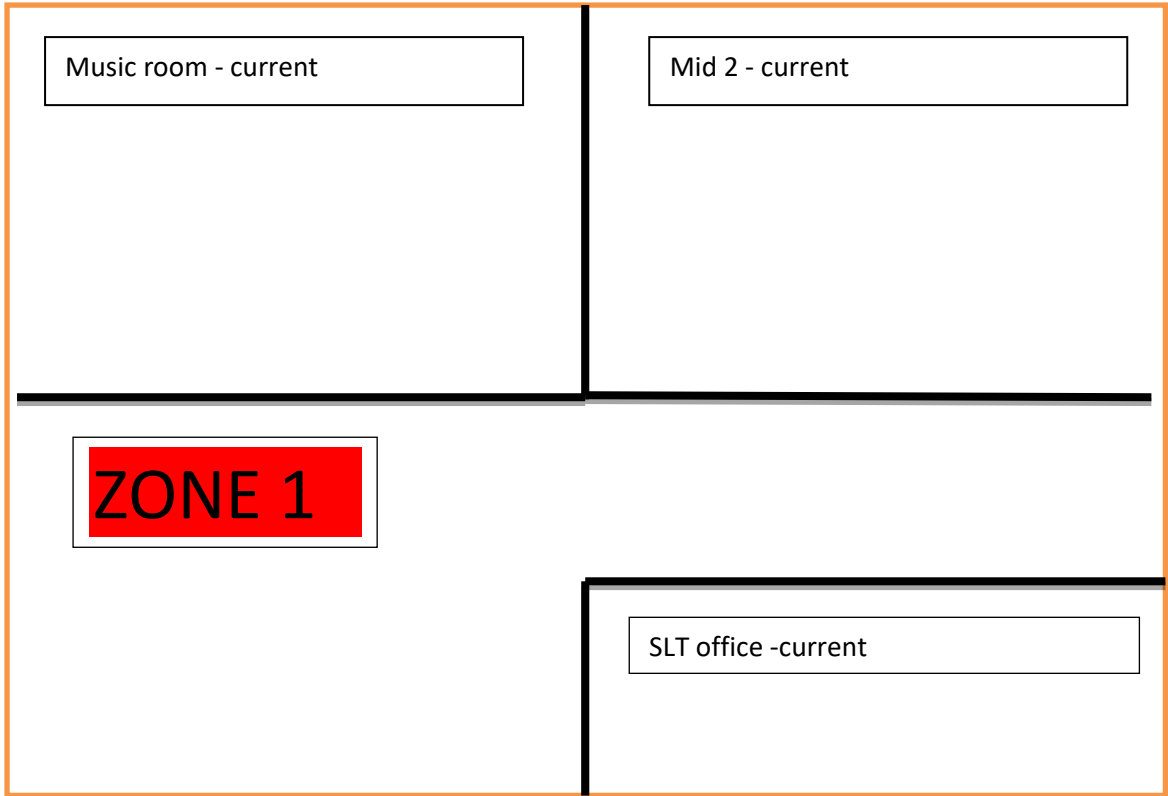 Music room - current
Mid 2 - current
ZONE 1
SLT office -current